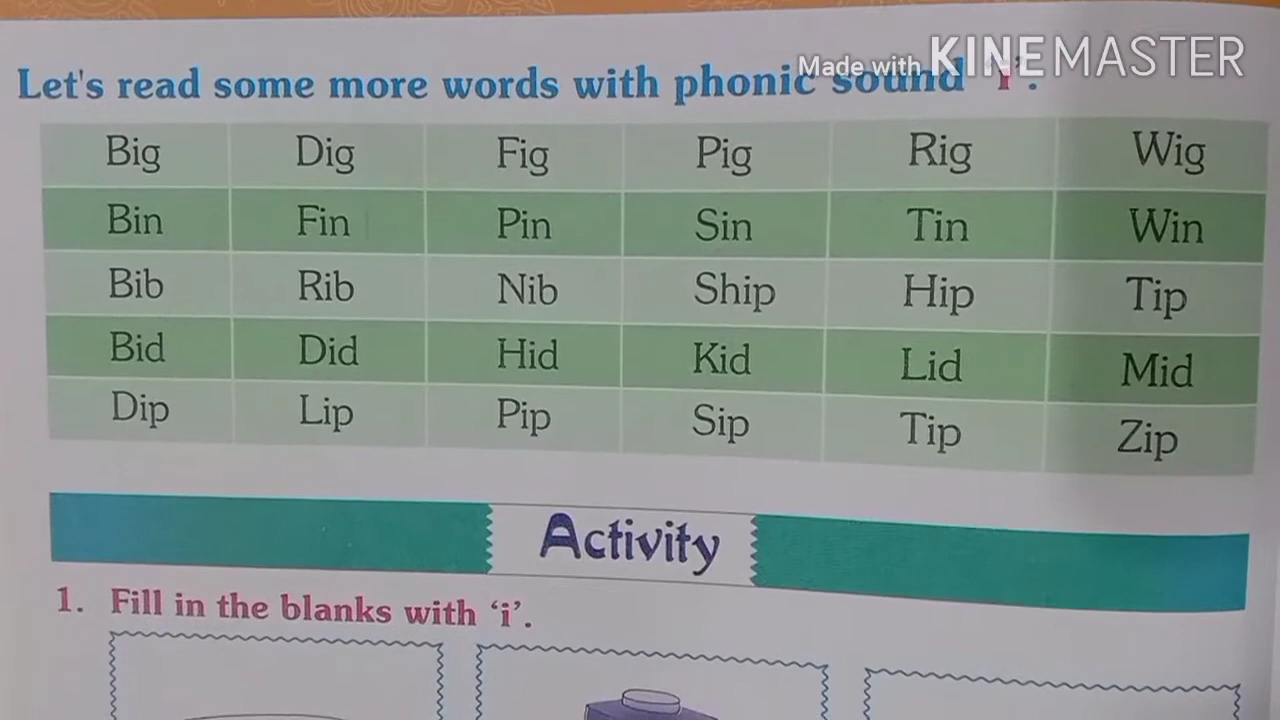 Made with KINEMASTER
Let's read some more words with phonic sound 'i'.
Big Dig Fig Pig Rig Wig
Bin Fin Pin Sin Tin Win
Bib Rib Nib Ship Hip Tip
Bid Did Hid Kid Lid Mid
Dip Lip Pip Sip Tip Zip
Activity
1. Fill in the blanks with ‘i’.